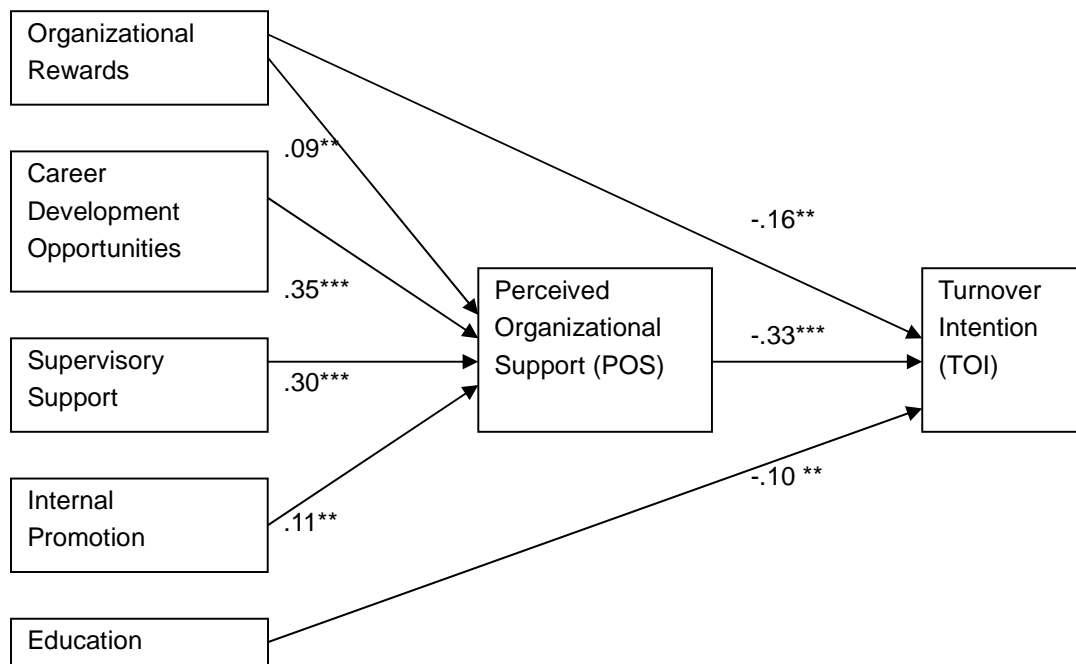 Organizational
Rewards
.09**
Career
Development
Opportunities
-.16**
.35***
Perceived
Organizational
Support (POS)
Turnover
Intention
(TOI)
-.33***
Supervisory
Support
.30***
-.10 **
Internal
Promotion
.11**
Education